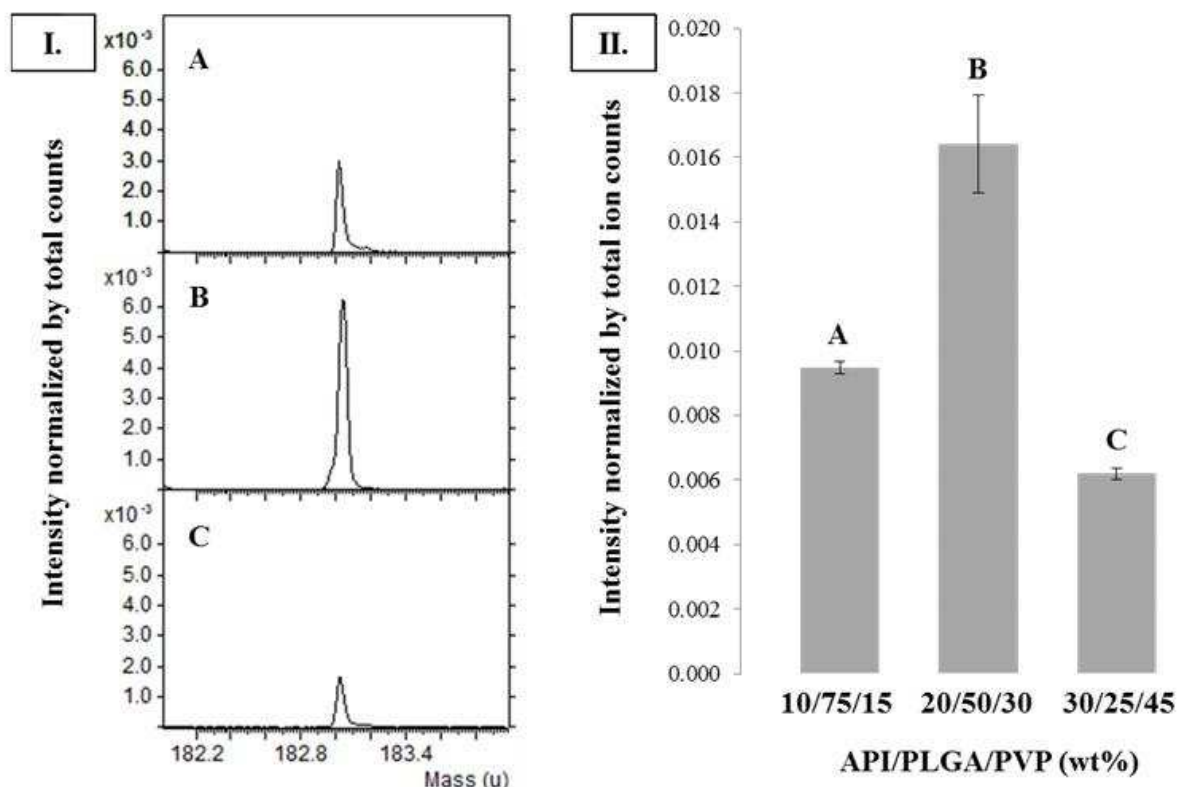 I.
Intensity normalized by total counts
x10⁻³
A
6.0
5.0
4.0
3.0
2.0
1.0
x10⁻³
B
6.0
5.0
4.0
3.0
2.0
1.0
x10⁻³
C
6.0
5.0
4.0
3.0
2.0
1.0
182.2 182.8 183.4
Mass (u)
II.
Intensity normalized by total ion counts
0.020
0.018
0.016
0.014
0.012
0.010
0.008
0.006
0.004
0.002
0.000
A
B
C
10/75/15 20/50/30 30/25/45
API/PLGA/PVP (wt%)